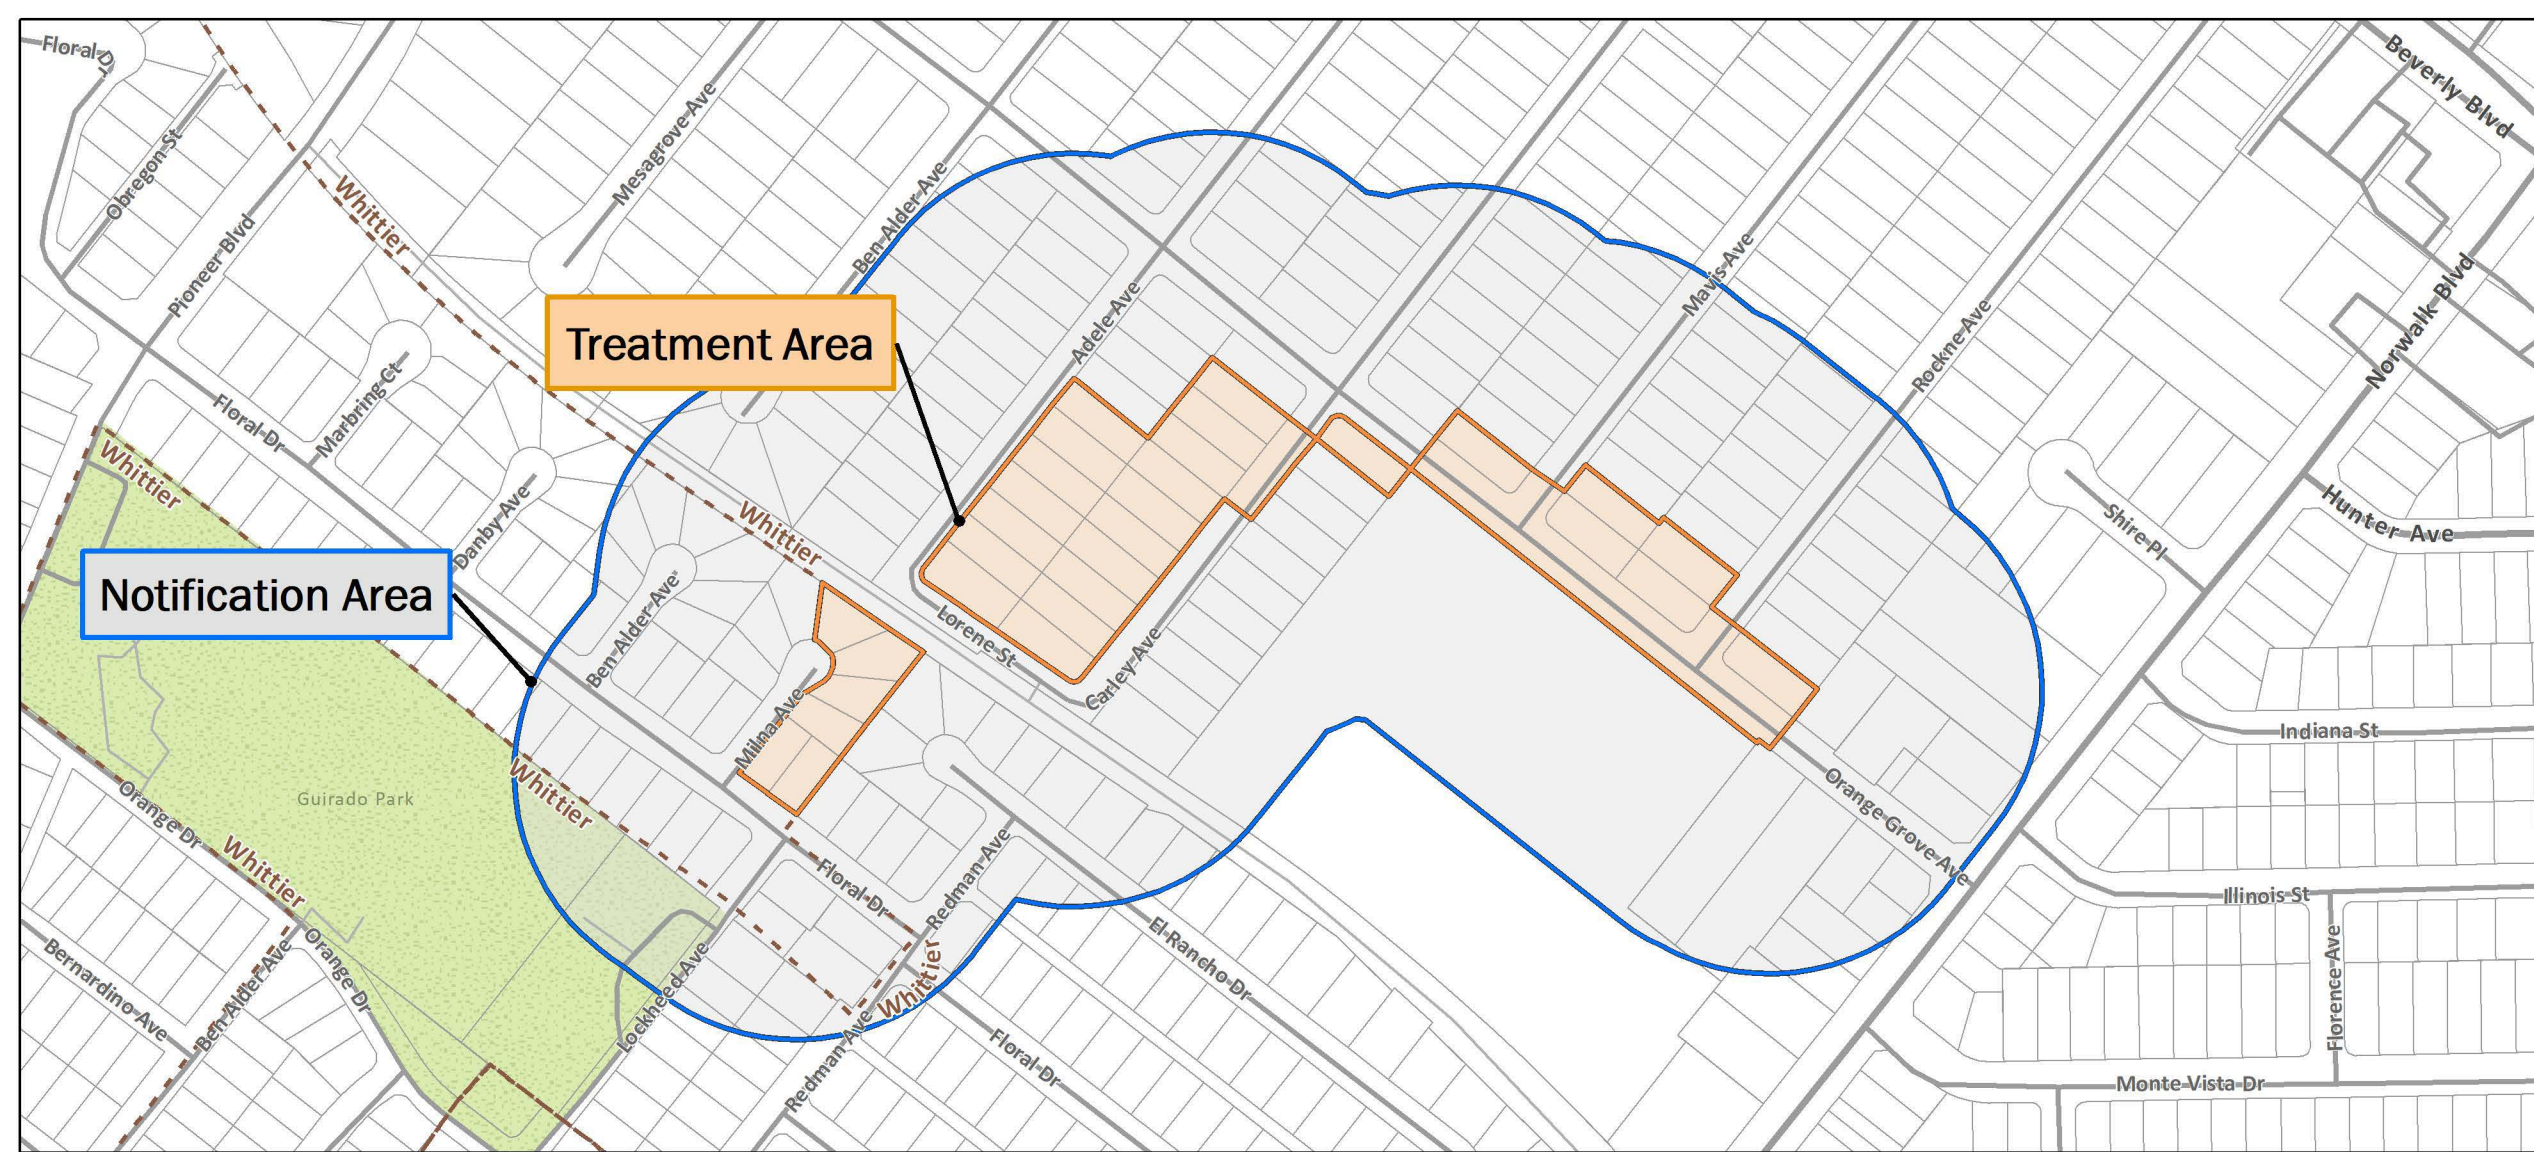 Floral Dr
Obregon St
Pioneer Blvd
Whittier
Mesagrove Ave
Ben Alder Ave
Beverly Blvd
Norwalk Blvd
Mavis Ave
Rockne Ave
Adele Ave
Treatment Area
Floral Dr
Marbring Ct
Whittier
Danby Ave
Whittier
Hunter Ave
Shire Pl
Notification Area
Ben Alder Ave
Lorene St
Carley Ave
Milna Ave
Indiana St
Whittier
Guirado Park
Orange Dr
Orange Grove Ave
Whittier
Floral Dr
Redman Ave
Illinois St
El Rancho Dr
Bernardino Ave
Ben Alder Ave
Orange Dr
Lockheed Ave
Whittier
Florence Ave
Redman Ave
Floral Dr
Monte Vista Dr